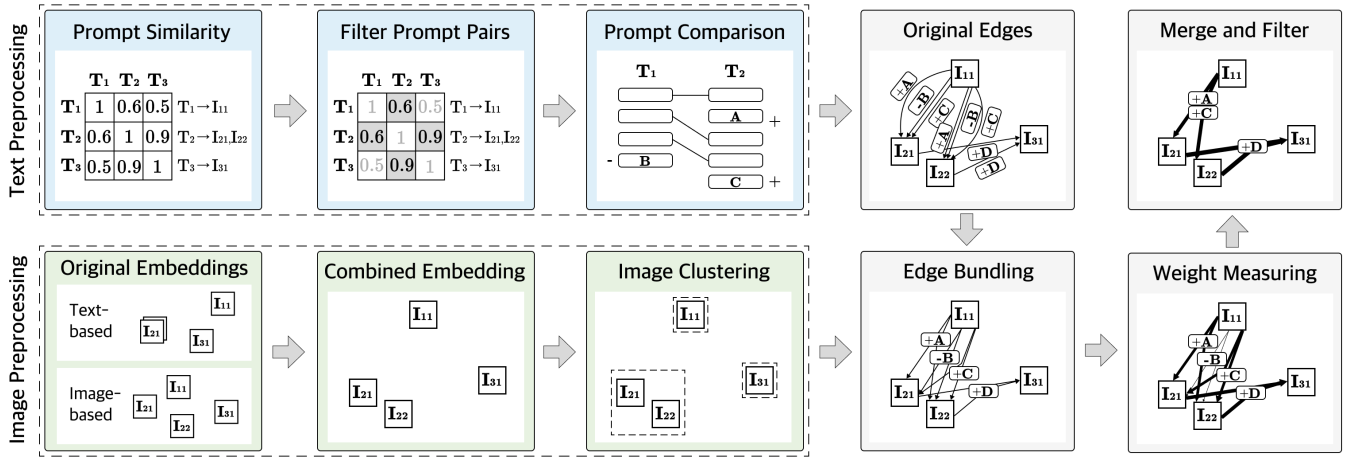 Text Preprocessing
Prompt Similarity
T1 T2 T3
T1 1 0.6 0.5 T1→I11
T2 0.6 1 0.9 T2→I21,I22
T3 0.5 0.9 1 T3→I31
Filter Prompt Pairs
T1 T2 T3
T1 1 0.6 0.5 T1→I11
T2 0.6 1 0.9 T2→I21,I22
T3 0.5 0.9 1 T3→I31
Prompt Comparison
T1 T2
A +
- B
C +
Original Edges
I11
+A
-B
+C
-B
+C
+A
I31
I21
+D
+D
I22
Merge and Filter
I11
+A
+C
I31
I21
+D
I22
Image Preprocessing
Original Embeddings
Text-
based
I11
I21
I31
Image-
based
I11
I21
I31
I22
Combined Embedding
I11
I31
I21
I22
Image Clustering
I11
I31
I21
I22
Edge Bundling
I11
+A
-B
+C
I31
I21
+D
I22
Weight Measuring
I11
+A
-B
+C
I31
I21
+D
I22